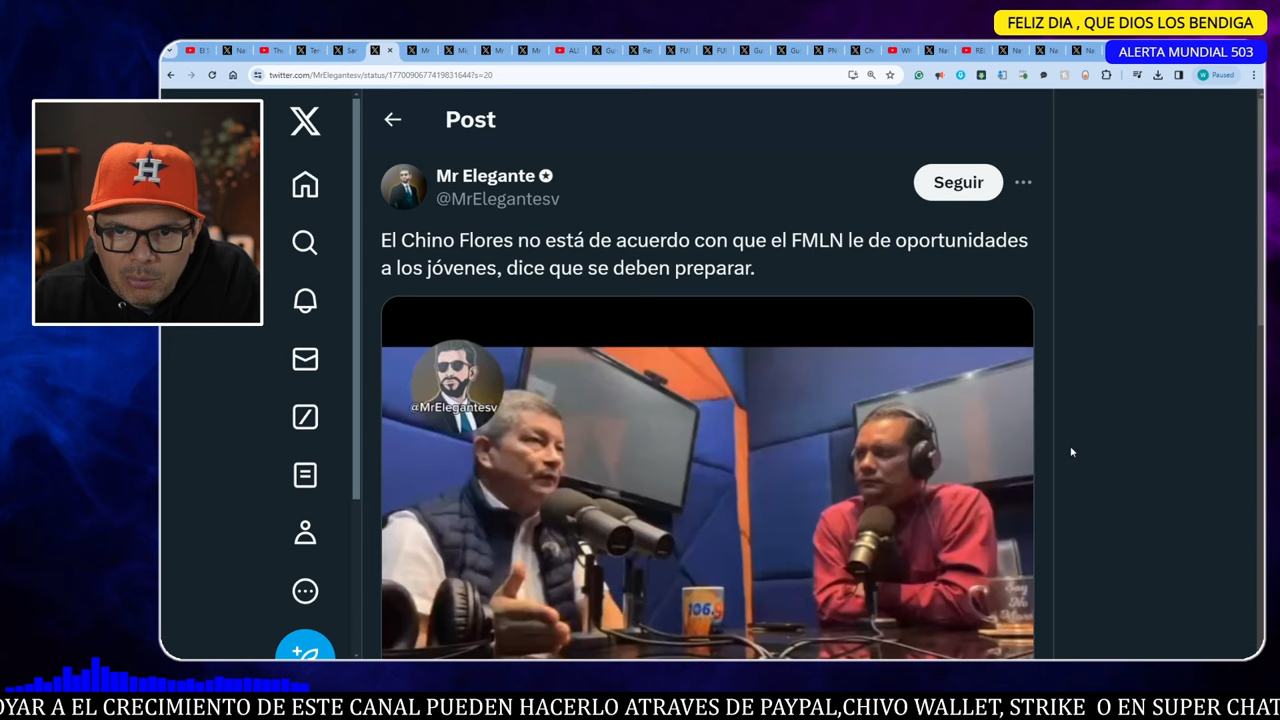 FELIZ DIA , QUE DIOS LOS BENDIGA
ALERTA MUNDIAL 503
twitter.com/MrElegantesv/status/1770090677419831644?s=20
Paused
Post
Mr Elegante
@MrElegantesv
Seguir
El Chino Flores no está de acuerdo con que el FMLN le de oportunidades
a los jóvenes, dice que se deben preparar.
@MrElegantesv
H
106.9
Say
No
OYAR A EL CRECIMIENTO DE ESTE CANAL PUEDEN HACERLO ATRAVES DE PAYPAL,CHIVO WALLET, STRIKE O EN SUPER CHAT